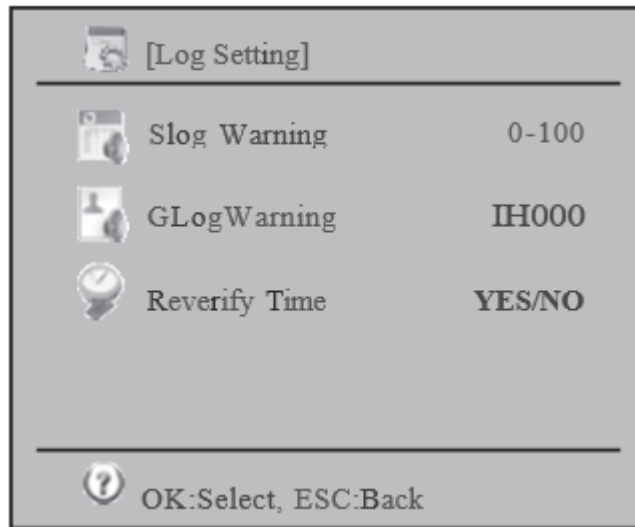 [Log Setting]
Slog Warning 0-100
GLogWarning IH000
Reverify Time YES/NO
OK:Select, ESC:Back